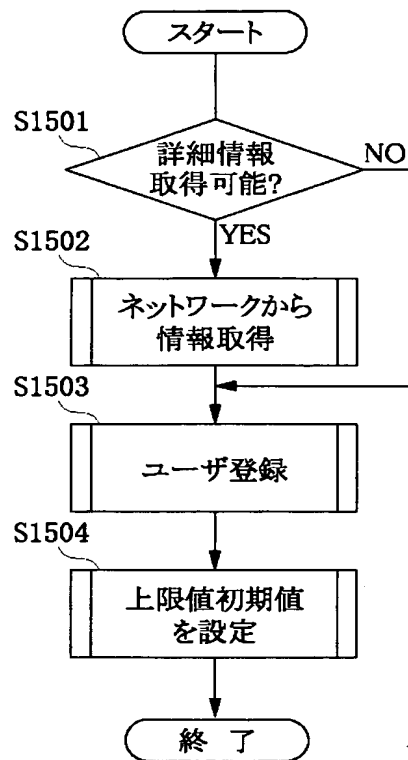 スタート
S1501
詳細情報
取得可能?
NO
YES
S1502
ネットワークから
情報取得
S1503
ユーザ登録
S1504
上限値初期値
を設定
終 了